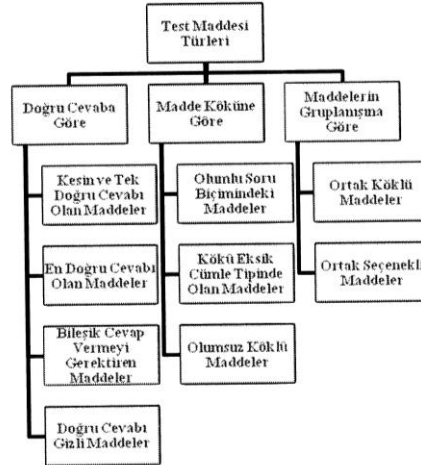 Test Maddesi
Türleri
Doğru Cevaba
Göre
Kesin ve Tek
Doğru Cevabı
Olan Maddeler
En Doğru Cevabı
Olan Maddeler
Bileşik Cevap
Vermeyi
Gerektiren
Maddeler
Doğru Cevabı
Gizli Maddeler
Madde Köküne
Göre
Olumlu Soru
Biçimindeki
Maddeler
Kökü Eksik
Cümle Tipinde
Olan Maddeler
Olumsuz Köklü
Maddeler
Maddelerin
Gruplanışına
Göre
Ortak Köklü
Maddeler
Ortak Seçenekli
Maddeler